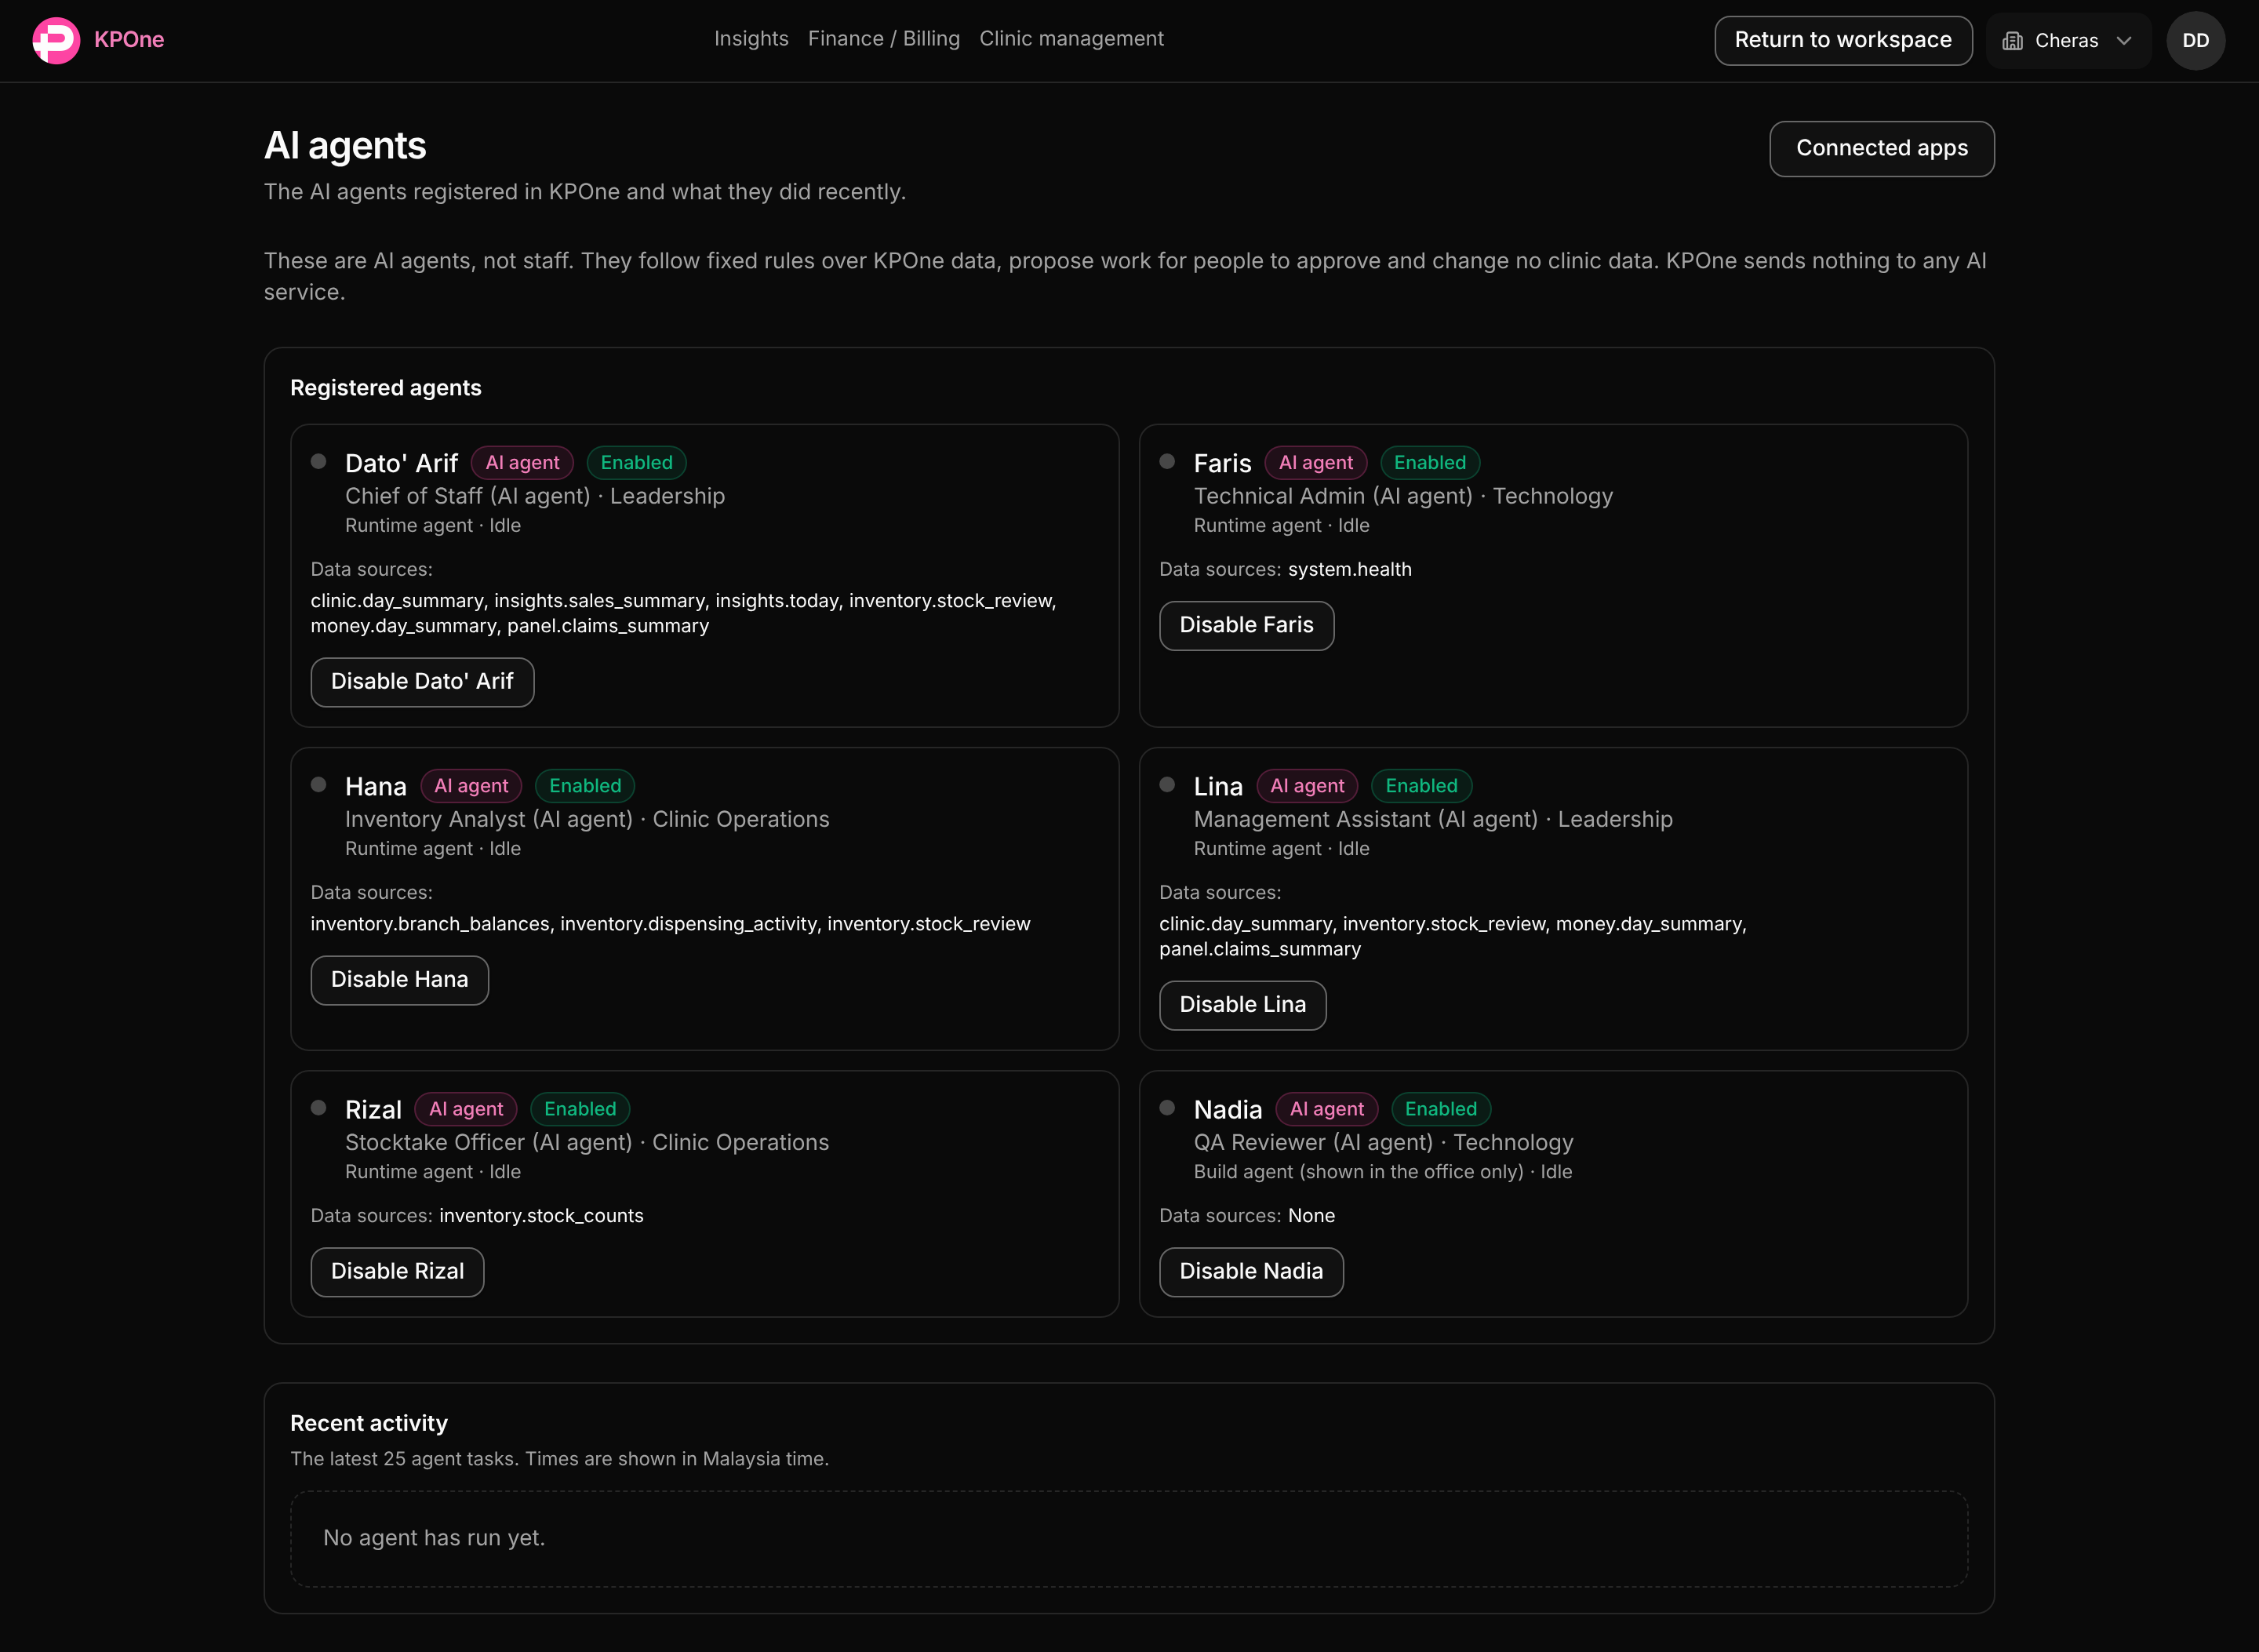 KPOne
Insights Finance / Billing Clinic management
Return to workspace
Cheras
DD
AI agents
Connected apps
The AI agents registered in KPOne and what they did recently.
These are AI agents, not staff. They follow fixed rules over KPOne data, propose work for people to approve and change no clinic data. KPOne sends nothing to any AI
service.
Registered agents
Dato' Arif AI agent Enabled
Chief of Staff (AI agent) · Leadership
Runtime agent · Idle
Data sources:
clinic.day_summary, insights.sales_summary, insights.today, inventory.stock_review,
money.day_summary, panel.claims_summary
Disable Dato' Arif
Faris AI agent Enabled
Technical Admin (AI agent) · Technology
Runtime agent · Idle
Data sources: system.health
Disable Faris
Hana AI agent Enabled
Inventory Analyst (AI agent) · Clinic Operations
Runtime agent · Idle
Data sources:
inventory.branch_balances, inventory.dispensing_activity, inventory.stock_review
Disable Hana
Lina AI agent Enabled
Management Assistant (AI agent) · Leadership
Runtime agent · Idle
Data sources:
clinic.day_summary, inventory.stock_review, money.day_summary,
panel.claims_summary
Disable Lina
Rizal AI agent Enabled
Stocktake Officer (AI agent) · Clinic Operations
Runtime agent · Idle
Data sources: inventory.stock_counts
Disable Rizal
Nadia AI agent Enabled
QA Reviewer (AI agent) · Technology
Build agent (shown in the office only) · Idle
Data sources: None
Disable Nadia
Recent activity
The latest 25 agent tasks. Times are shown in Malaysia time.
No agent has run yet.